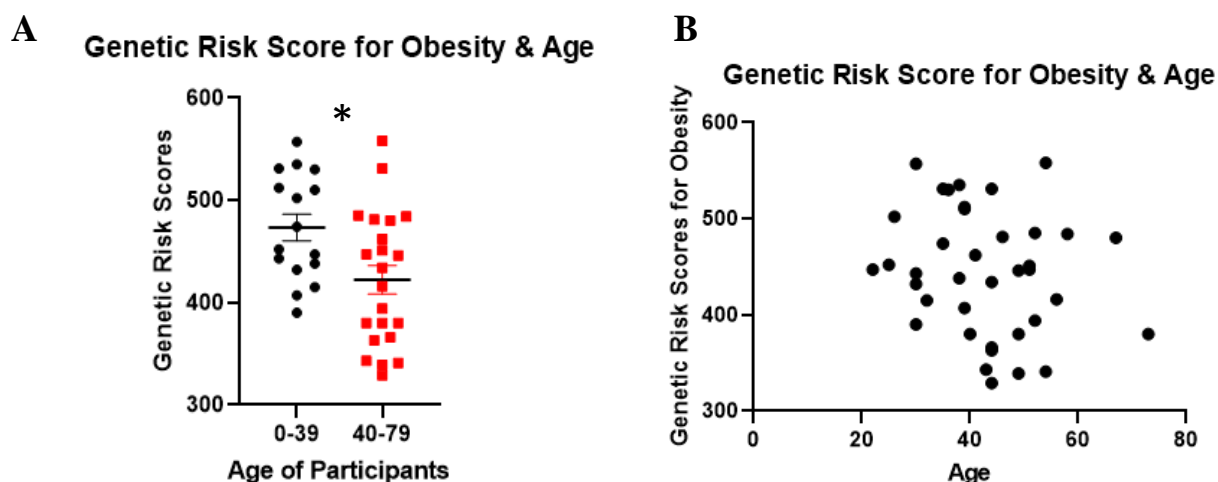 A
Genetic Risk Score for Obesity & Age
*
Genetic Risk Scores
600
500
400
300
0-39 40-79
Age of Participants
B
Genetic Risk Score for Obesity & Age
Genetic Risk Scores for Obesity
600
500
400
300
0 20 40 60 80
Age